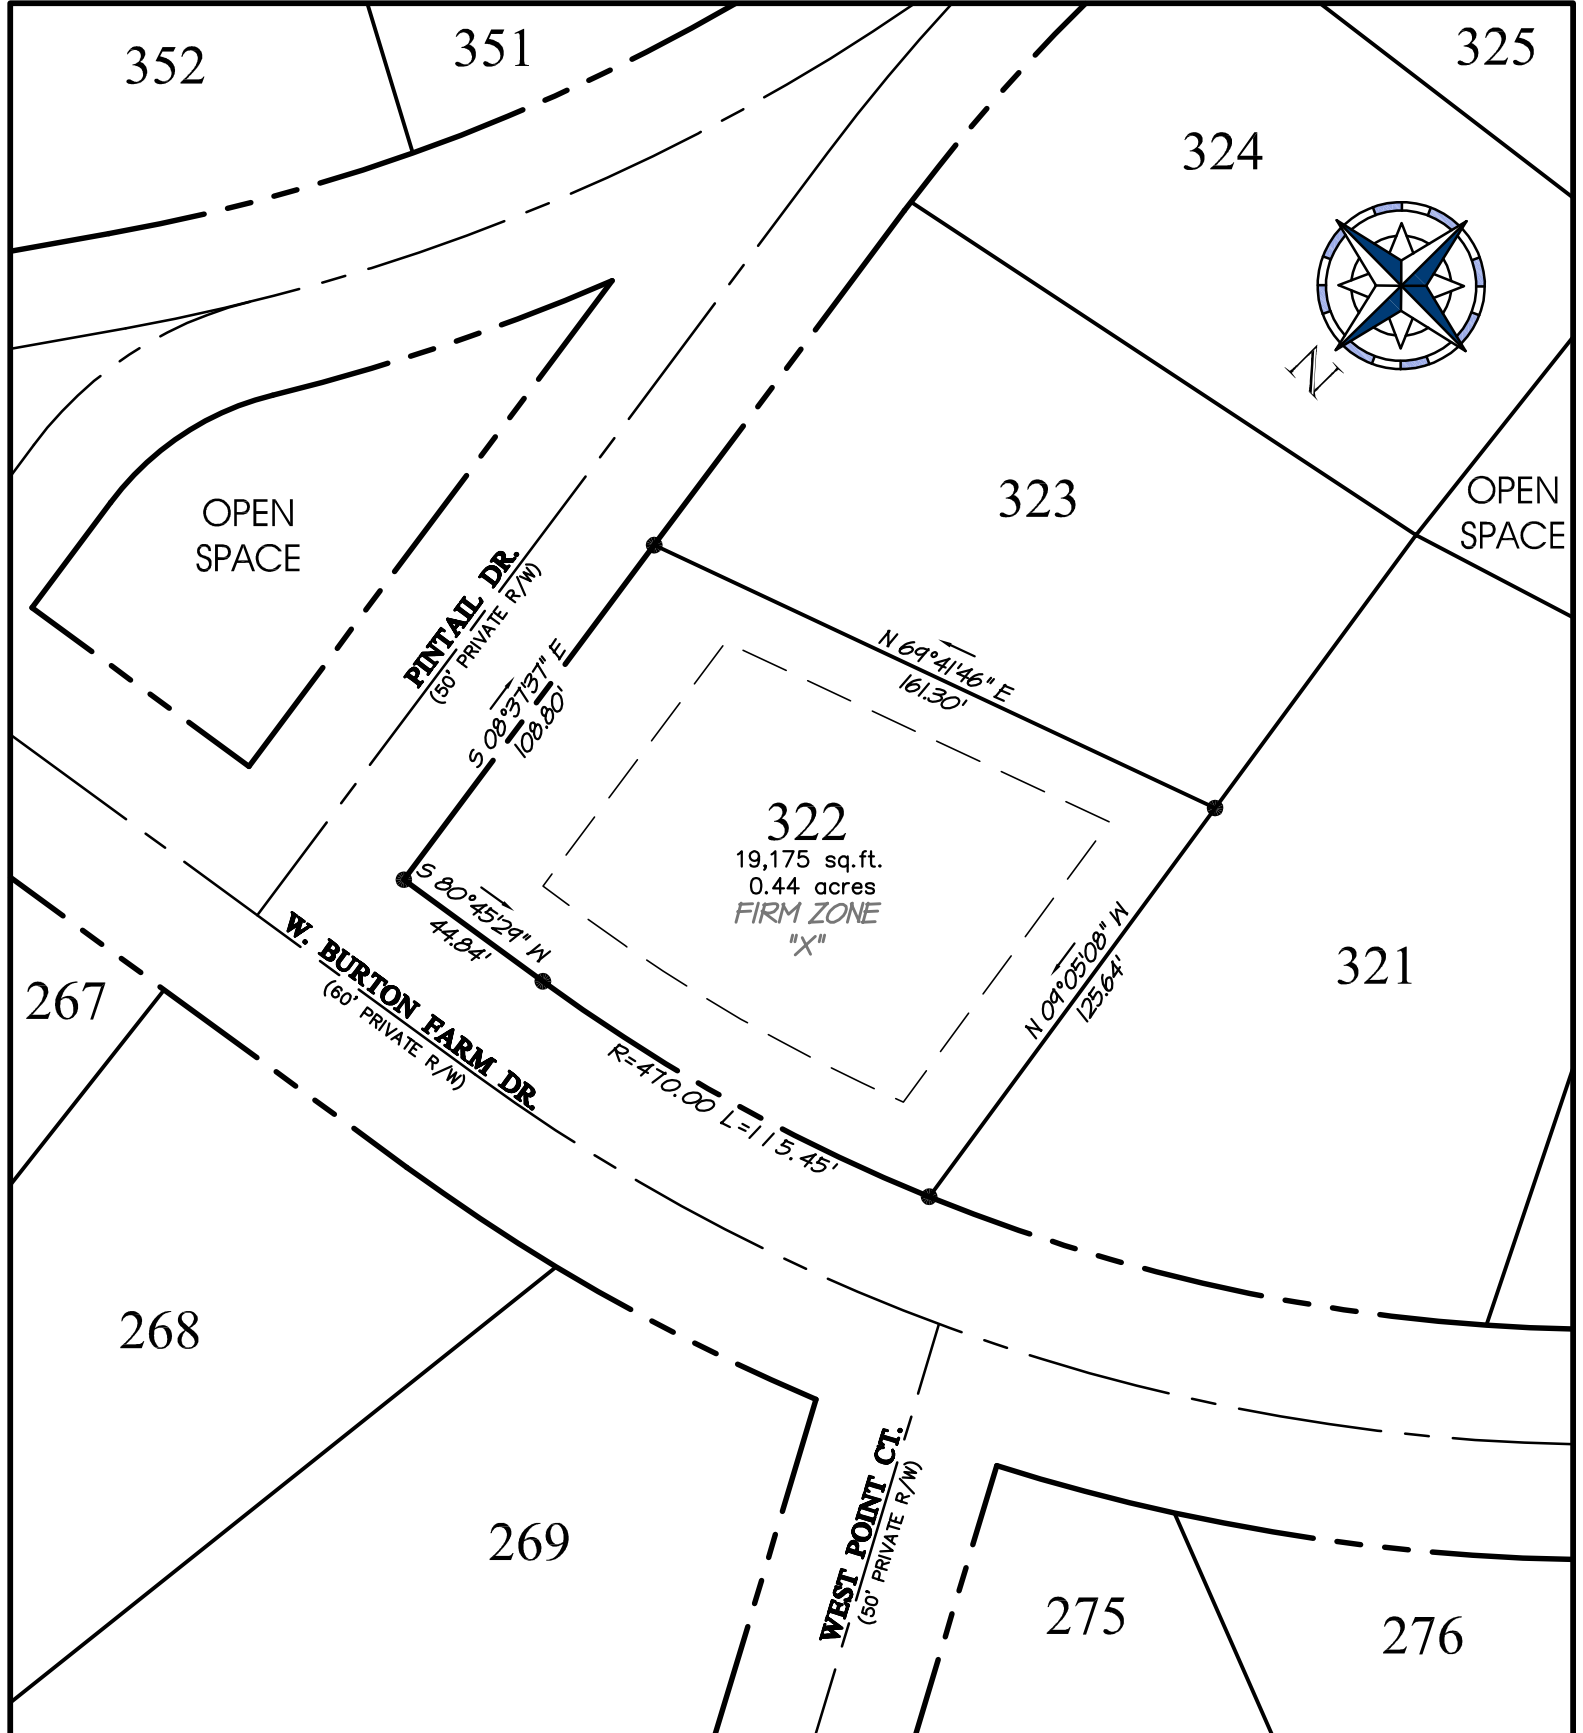 352
351
325
324
N
323
OPEN
SPACE
OPEN
SPACE
PINTAIL DR.
(50' PRIVATE R/W)
N 69°41'46" E
161.30'
S 08°37'37" E
108.80'
322
19,175 sq.ft.
0.44 acres
FIRM ZONE
"X"
S 80°45'29" W
44.84'
N 09°05'08" W
125.64'
321
267
W. BURTON FARM DR.
(60' PRIVATE R/W)
R=470.00 L=115.45'
268
269
WEST POINT CT.
(50' PRIVATE R/W)
275
276